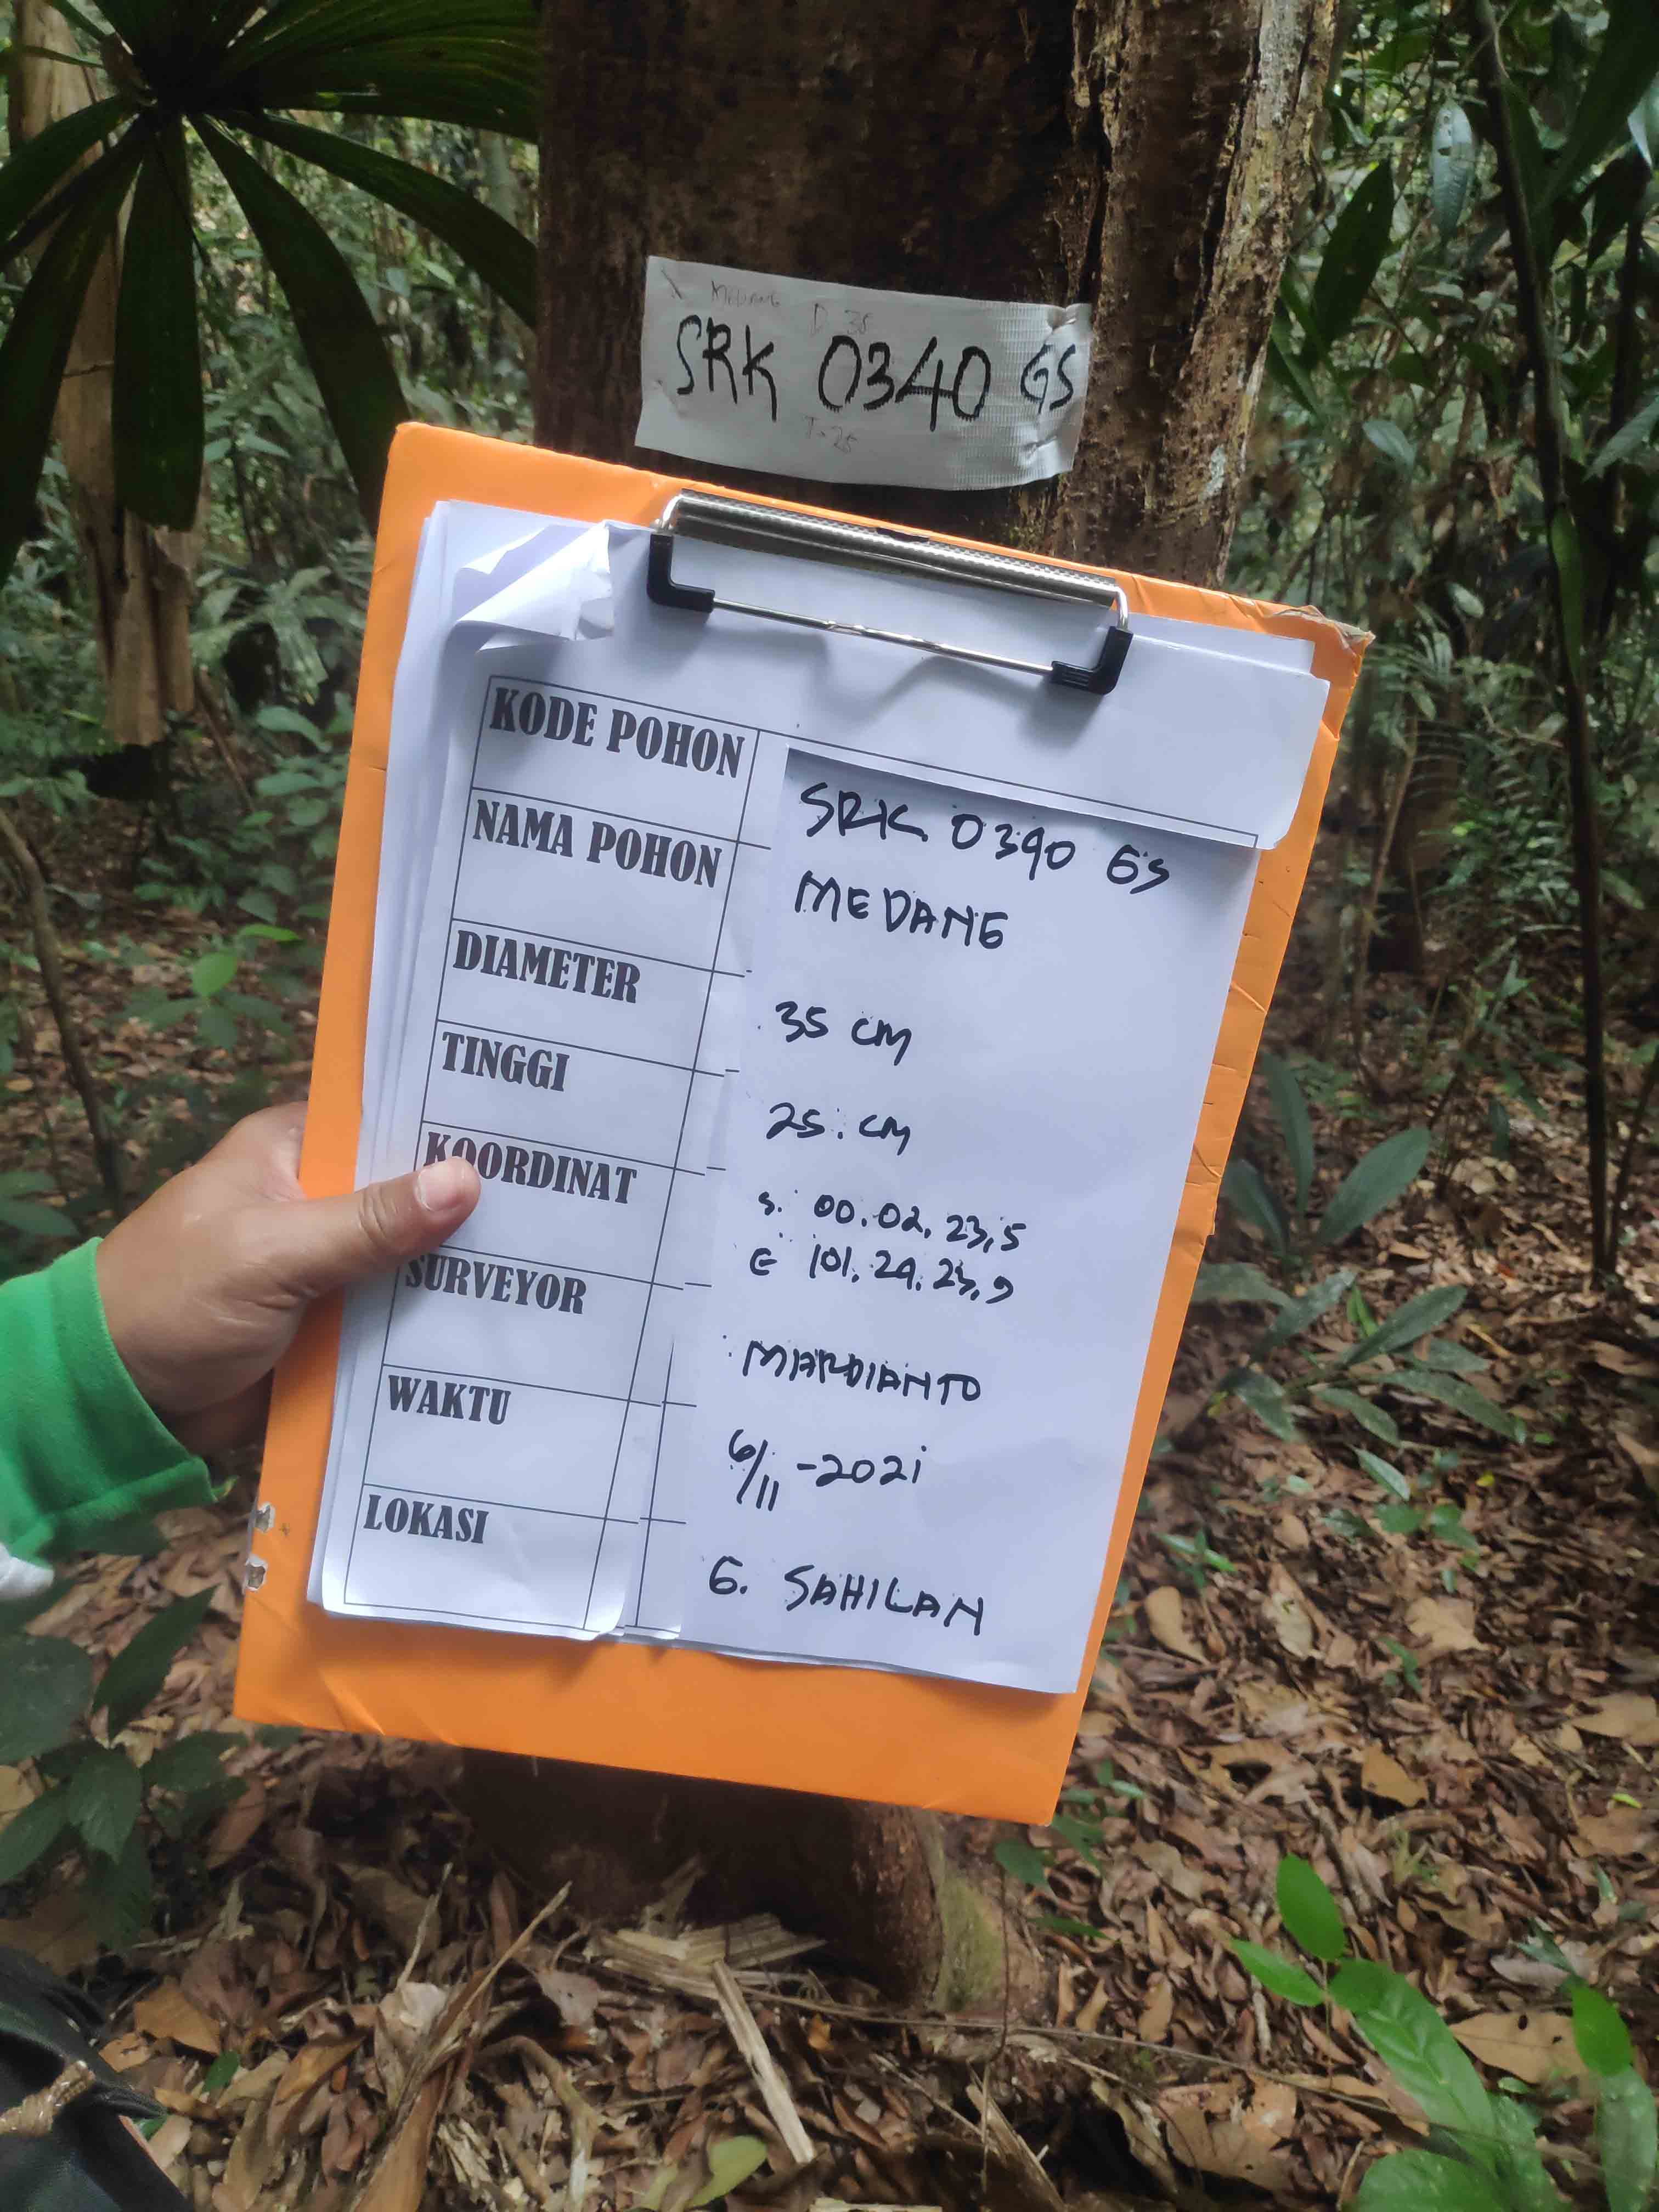 MEDANG D. 35
SRK 0340 GS
T= 25
KODE POHON
SRK 0340 GS
NAMA POHON
MEDANG
DIAMETER
35 CM
TINGGI
25. CM
KOORDINAT
S. 00. 02. 23,5
E 101. 24. 23,9
SURVEYOR
MARDIANTO
WAKTU
6/11 -2021
LOKASI
G. SAHILAN